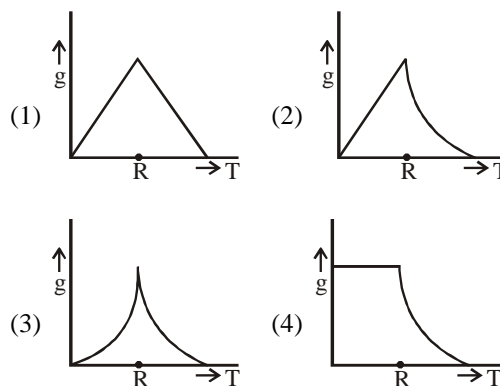 (1) g R → T
(2) g R → T
(3) g R → T
(4) g R → T